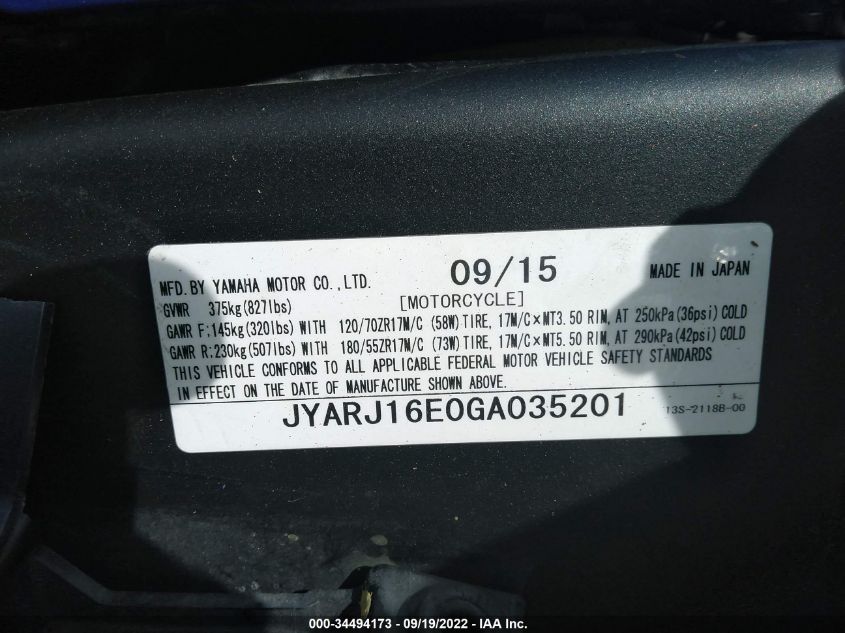 MFD. BY YAMAHA MOTOR CO., LTD. 09/15 MADE IN JAPAN
GVWR 375kg(827lbs) [MOTORCYCLE]
GAWR F:145kg(320lbs) WITH 120/70ZR17M/C (58W) TIRE, 17M/C×MT3.50 RIM, AT 250kPa(36psi) COLD
GAWR R:230kg(507lbs) WITH 180/55ZR17M/C (73W) TIRE, 17M/C×MT5.50 RIM, AT 290kPa(42psi) COLD
THIS VEHICLE CONFORMS TO ALL APPLICABLE FEDERAL MOTOR VEHICLE SAFETY STANDARDS
IN EFFECT ON THE DATE OF MANUFACTURE SHOWN ABOVE.
JYARJ16E0GA035201 13S-2118B-00
000-34494173 - 09/19/2022 - IAA Inc.